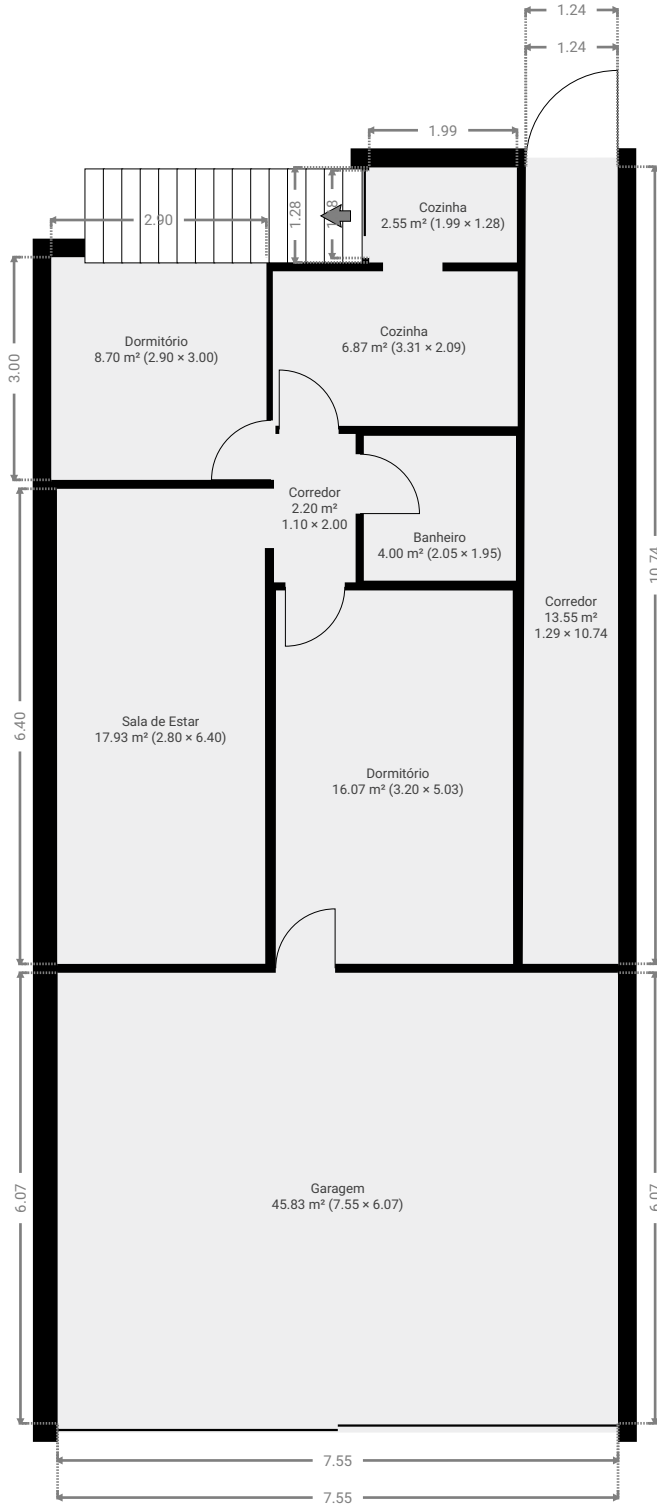 1.24
1.24
1.99
Cozinha
2.55 m² (1.99 × 1.28)
2.90
1.28
Cozinha
6.87 m² (3.31 × 2.09)
Dormitório
8.70 m² (2.90 × 3.00)
3.00
Corredor
2.20 m²
1.10 × 2.00
Banheiro
4.00 m² (2.05 × 1.95)
10.74
Corredor
13.55 m²
1.29 × 10.74
6.40
Sala de Estar
17.93 m² (2.80 × 6.40)
Dormitório
16.07 m² (3.20 × 5.03)
Garagem
45.83 m² (7.55 × 6.07)
6.07
6.07
7.55
7.55